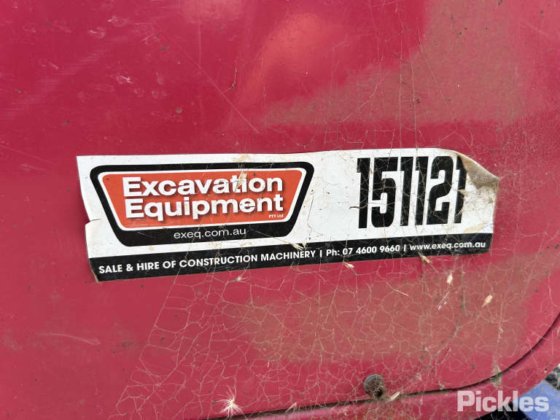 Excavation
Equipment
PTY Ltd
exeq.com.au
151121
SALE & HIRE OF CONSTRUCTION MACHINERY | Ph: 07 4600 9660 | www.exeq.com.au
Pickles